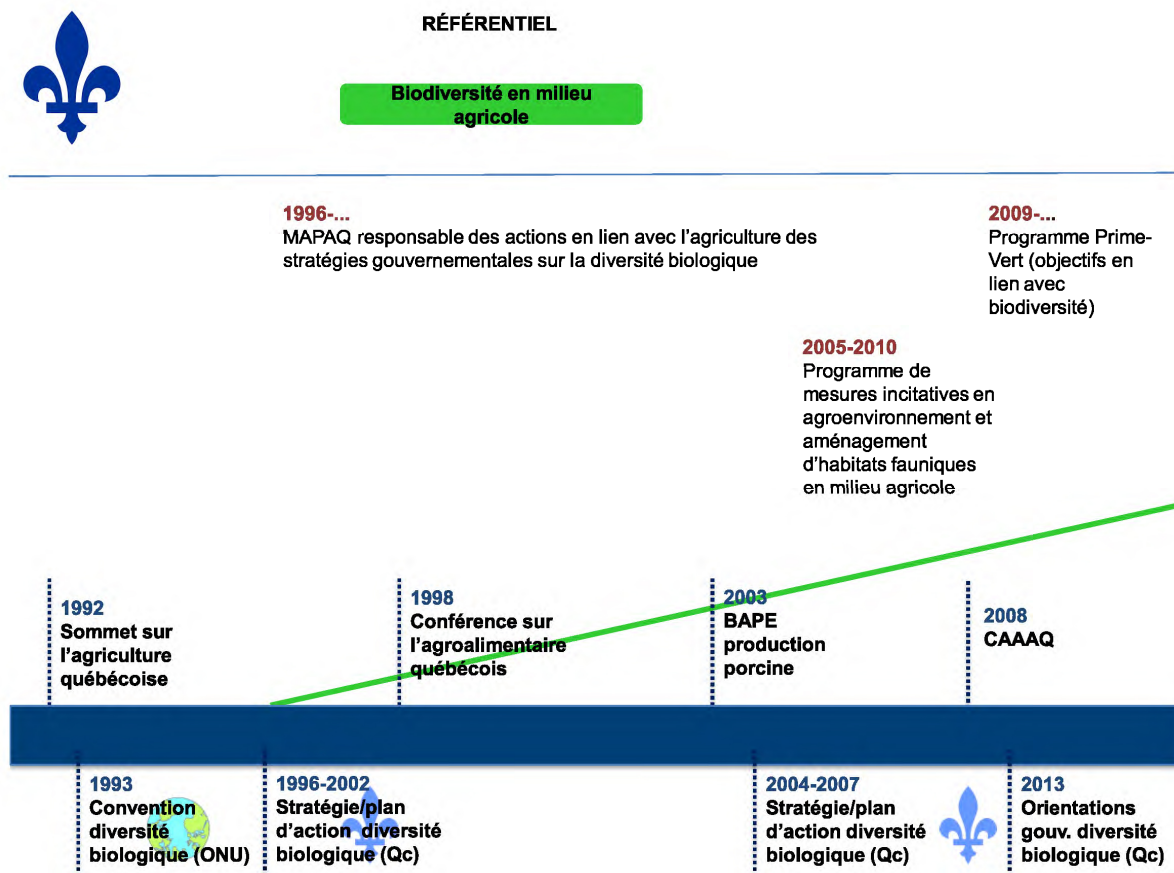 RÉFÉRENTIEL
Biodiversité en milieu
agricole
1996-...
MAPAQ responsable des actions en lien avec l'agriculture des
stratégies gouvernementales sur la diversité biologique
2009-...
Programme Prime-
Vert (objectifs en
lien avec
biodiversité)
2005-2010
Programme de
mesures incitatives en
agroenvironnement et
aménagement
d'habitats fauniques
en milieu agricole
1992
Sommet sur
l'agriculture
québécoise
1998
Conférence sur
l'agroalimentaire
québécois
2003
BAPE
production
porcine
2008
CAAAQ
1993
Convention
diversité
biologique (ONU)
1996-2002
Stratégie/plan
d'action diversité
biologique (Qc)
2004-2007
Stratégie/plan
d'action diversité
biologique (Qc)
2013
Orientations
gouv. diversité
biologique (Qc)